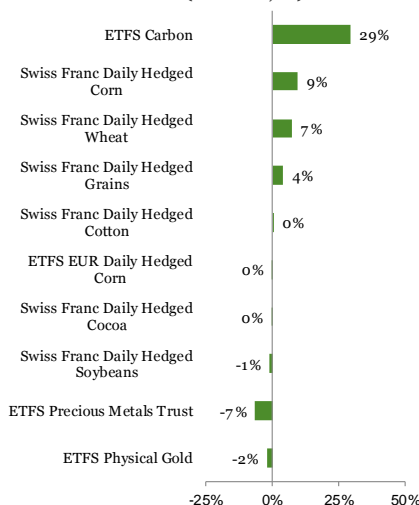 ETFS Carbon
29%
Swiss Franc Daily Hedged
Corn
9%
Swiss Franc Daily Hedged
Wheat
7%
Swiss Franc Daily Hedged
Grains
4%
Swiss Franc Daily Hedged
Cotton
0%
ETFS EUR Daily Hedged
Corn
0%
Swiss Franc Daily Hedged
Cocoa
0%
Swiss Franc Daily Hedged
Soybeans
-1%
ETFS Precious Metals Trust
-7%
ETFS Physical Gold
-2%
-25% 0% 25% 50%